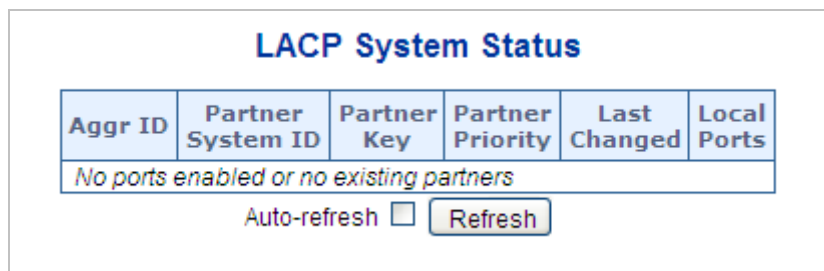 LACP System Status
Aggr ID Partner System ID Partner Key Partner Priority Last Changed Local Ports
No ports enabled or no existing partners
Auto-refresh Refresh